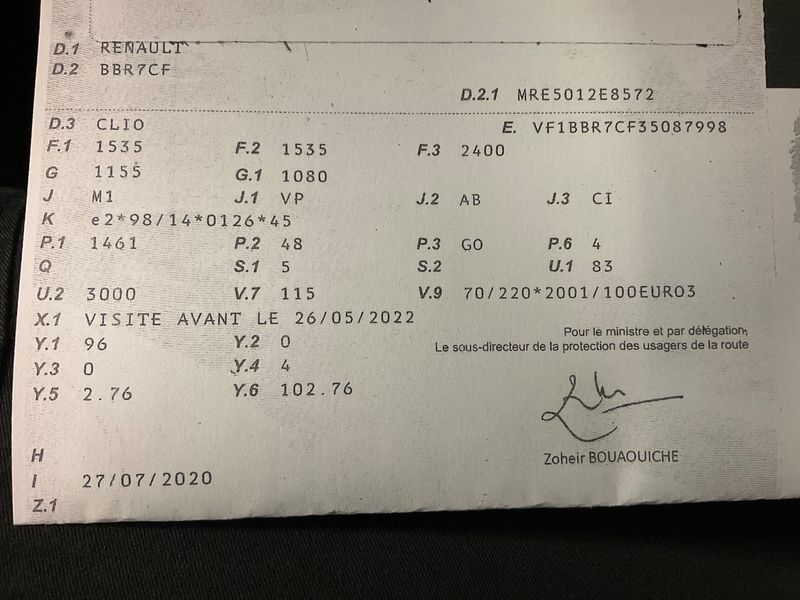 D.1 RENAULT
D.2 BBR7CF
D.2.1 MRE5012E8572
D.3 CLIO E. VF1BBR7CF35087998
F.1 1535 F.2 1535 F.3 2400
G 1155 G.1 1080
J M1 J.1 VP J.2 AB J.3 CI
K e2*98/14*0126*45
P.1 1461 P.2 48 P.3 GO P.6 4
Q S.1 5 S.2 U.1 83
U.2 3000 V.7 115 V.9 70/220*2001/100EURO3
X.1 VISITE AVANT LE 26/05/2022
Pour le ministre et par délégation,
Y.1 96 Y.2 0
Le sous-directeur de la protection des usagers de la route
Y.3 0 Y.4 4
Y.5 2.76 Y.6 102.76
H
Zoheir BOUAOUICHE
I 27/07/2020
Z.1